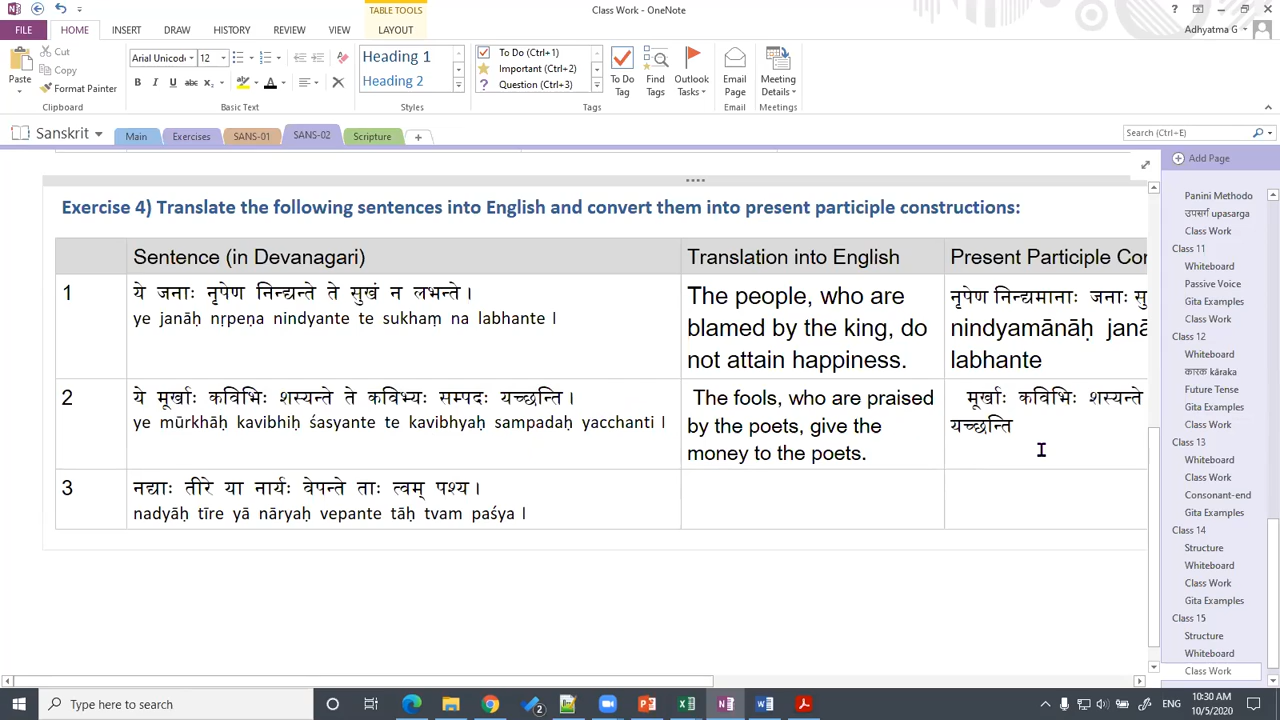 TABLE TOOLS
Class Work - OneNote
FILE HOME INSERT DRAW HISTORY REVIEW VIEW LAYOUT
Adhyatma G
Paste
Cut
Copy
Format Painter
Clipboard
Arial Unicod 12
B I U abc
Basic Text
Heading 1
Heading 2
Styles
To Do (Ctrl+1)
Important (Ctrl+2)
Question (Ctrl+3)
To Do Tag
Find Tags
Outlook Tasks
Tags
Email Page
Email
Meeting Details
Meetings
Sanskrit
Main Exercises SANS-01 SANS-02 Scripture
Search (Ctrl+E)
Add Page
Exercise 4) Translate the following sentences into English and convert them into present participle constructions:
Sentence (in Devanagari) Translation into English Present Participle Con
1
ये जनाः नृपेण निन्द्यन्ते ते सुखं न लभन्ते।
ye janāḥ nṛpeṇa nindyante te sukhaṃ na labhante l
The people, who are
blamed by the king, do
not attain happiness.
नृपेण निन्द्यमानाः जनाः सु
nindyamānāḥ janā
labhante
2
ये मूर्खाः कविभिः शस्यन्ते ते कविभ्यः सम्पदः यच्छन्ति।
ye mūrkhāḥ kavibhiḥ śasyante te kavibhyaḥ sampadaḥ yacchanti l
The fools, who are praised
by the poets, give the
money to the poets.
मूर्खाः कविभिः शस्यन्ते
यच्छन्ति
3
नद्याः तीरे या नार्यः वेपन्ते ताः त्वम् पश्य।
nadyāḥ tīre yā nāryaḥ vepante tāḥ tvam paśya l
Panini Methodo
उपसर्ग upasarga
Class Work
Class 11
Whiteboard
Passive Voice
Gita Examples
Class Work
Class 12
Whiteboard
कारक kāraka
Future Tense
Gita Examples
Class Work
Class 13
Whiteboard
Class Work
Consonant-end
Gita Examples
Class 14
Structure
Whiteboard
Class Work
Gita Examples
Class 15
Structure
Whiteboard
Class Work
Type here to search
2
10:30 AM
10/5/2020